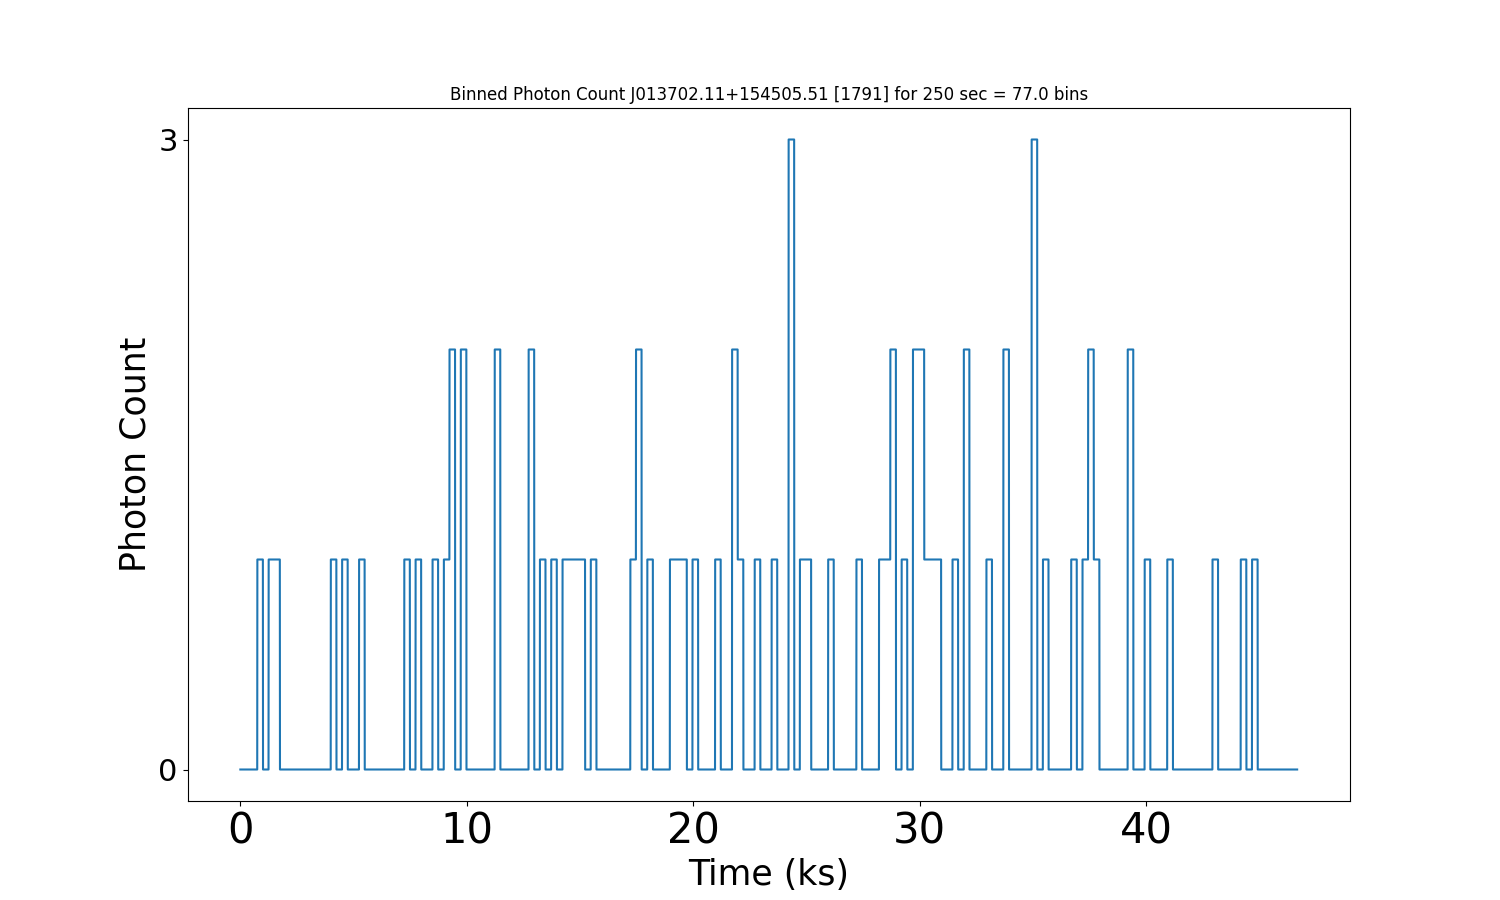 Binned Photon Count J013702.11+154505.51 [1791] for 250 sec = 77.0 bins
3
Photon Count
0
0 10 20 30 40
Time (ks)